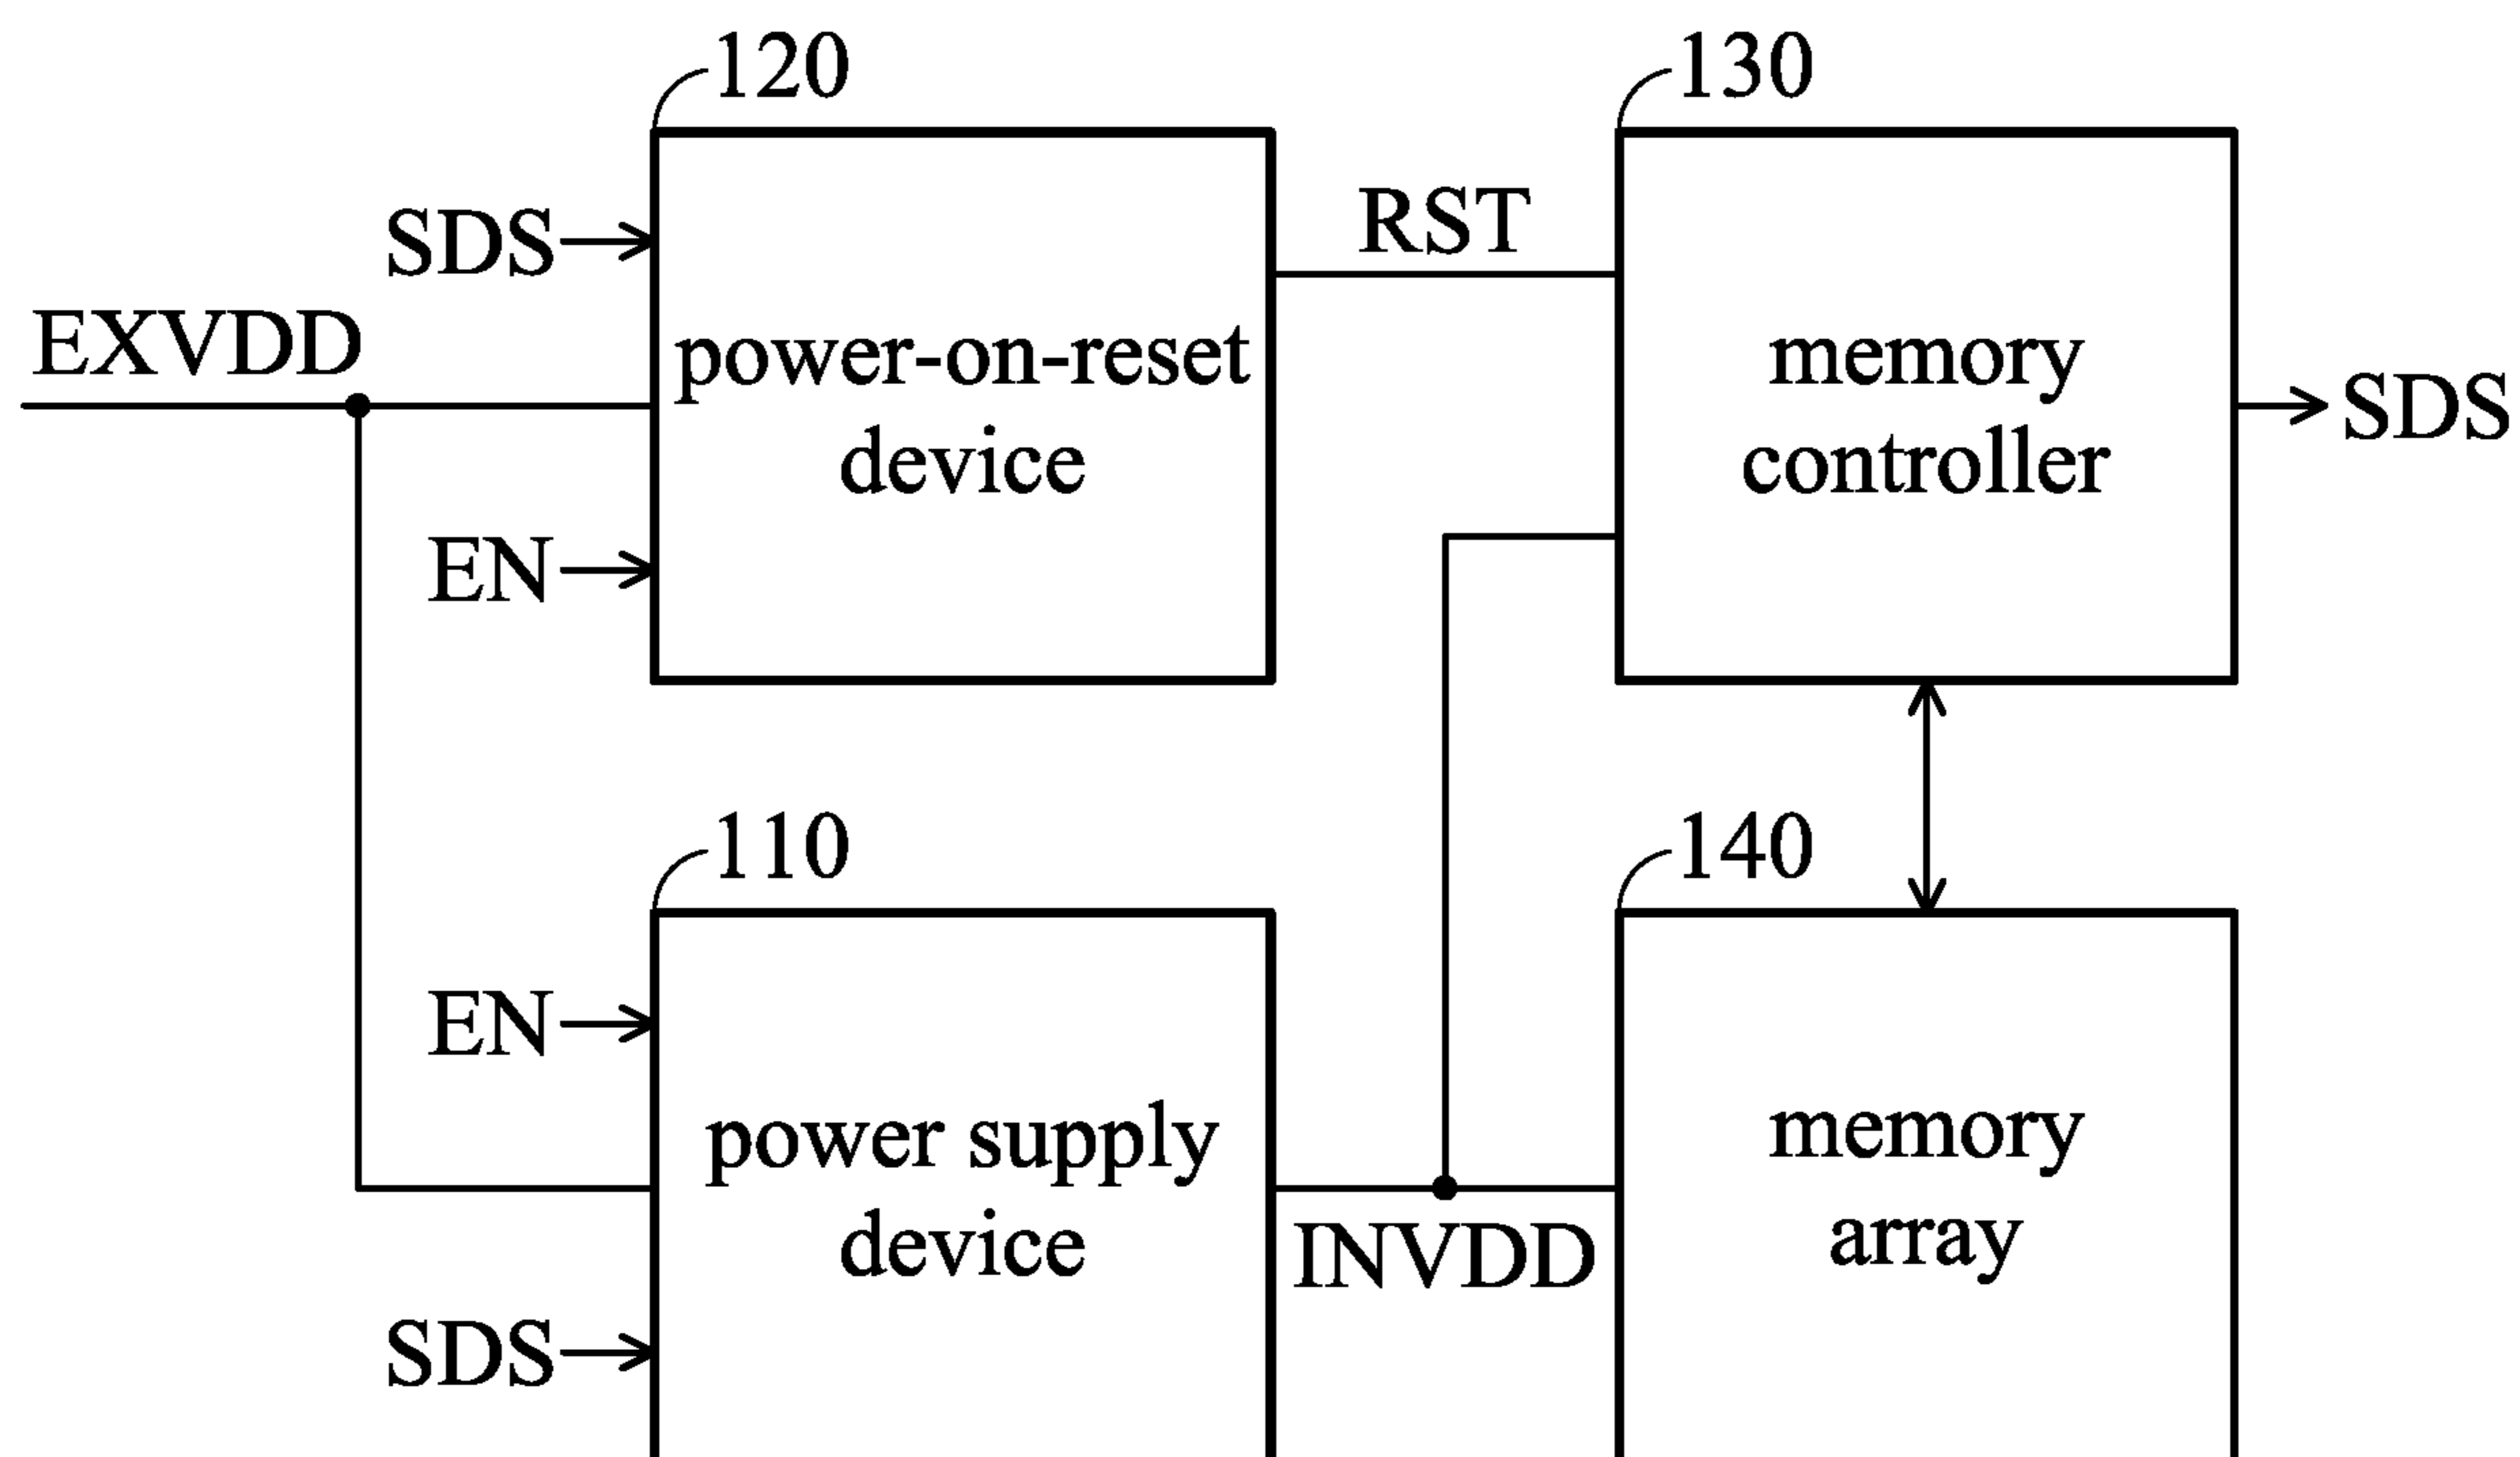 120
130
SDS
RST
EXVDD
power-on-reset
device
memory
controller
SDS
EN
110
140
EN
power supply
device
memory
array
INVDD
SDS